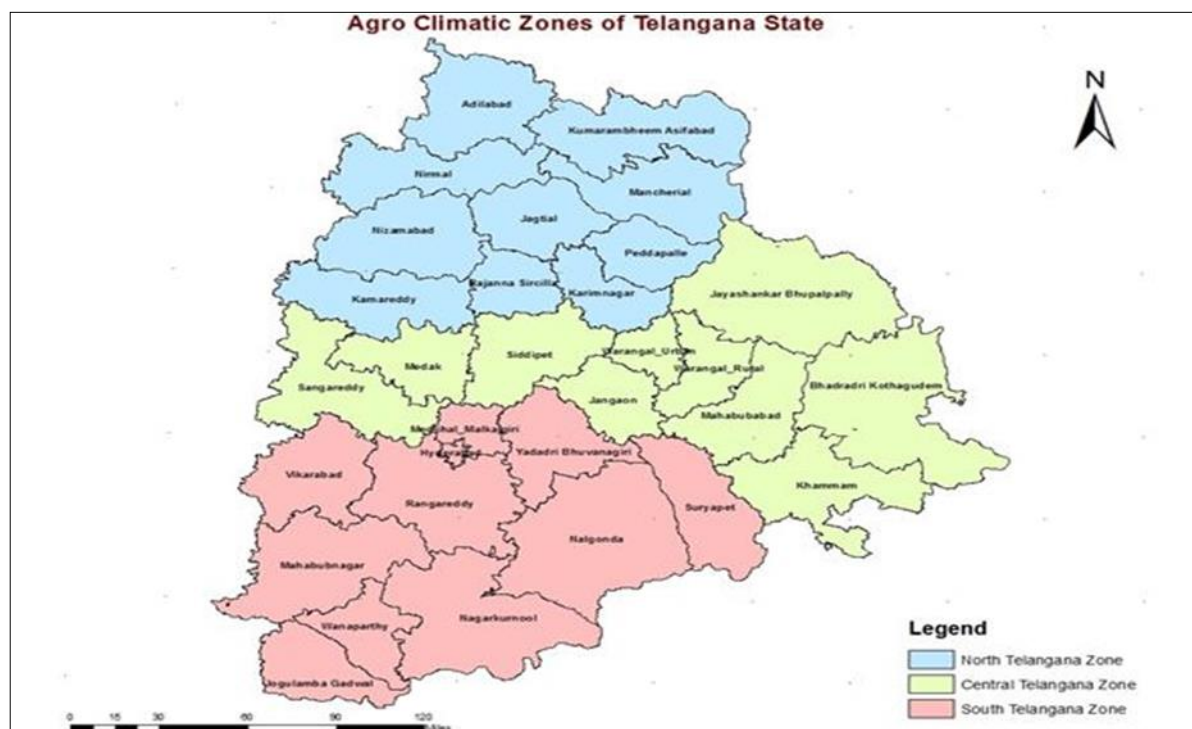 Agro Climatic Zones of Telangana State
N
Adilabad
Kumarambheem Asifabad
Nirmal
Mancherial
Jagtial
Nizamabad
Peddapalle
Rajanna Sircilla
Karimnagar
Kamareddy
Jayashankar Bhupalpally
Warangal_Urban
Siddipet
Medak
Warangal_Rural
Sangareddy
Bhadradri Kothagudem
Jangaon
Mahabubabad
Medchal_Malkajgiri
Hyderabad
Yadadri Bhuvanagiri
Vikarabad
Khammam
Rangareddy
Suryapet
Nalgonda
Mahabubnagar
Nagarkurnool
Wanaparthy
Jogulamba Gadwal
Legend
North Telangana Zone
Central Telangana Zone
South Telangana Zone
0 15 30 60 90 120